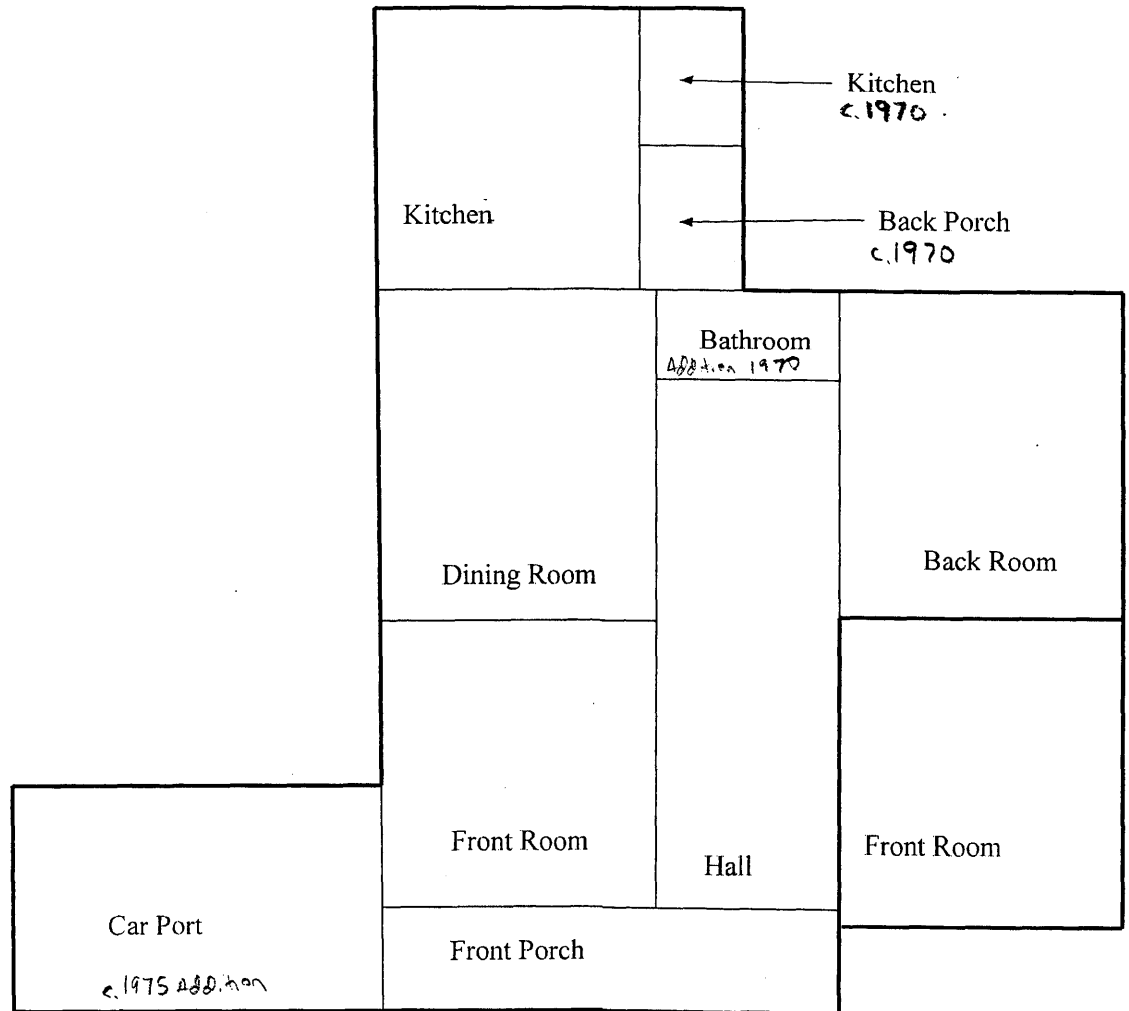 Kitchen
c.1970
Kitchen
Back Porch
c.1970
Bathroom
Addition 1970
Dining Room
Back Room
Front Room
Front Room
Hall
Car Port
Front Porch
c.1975 Addition